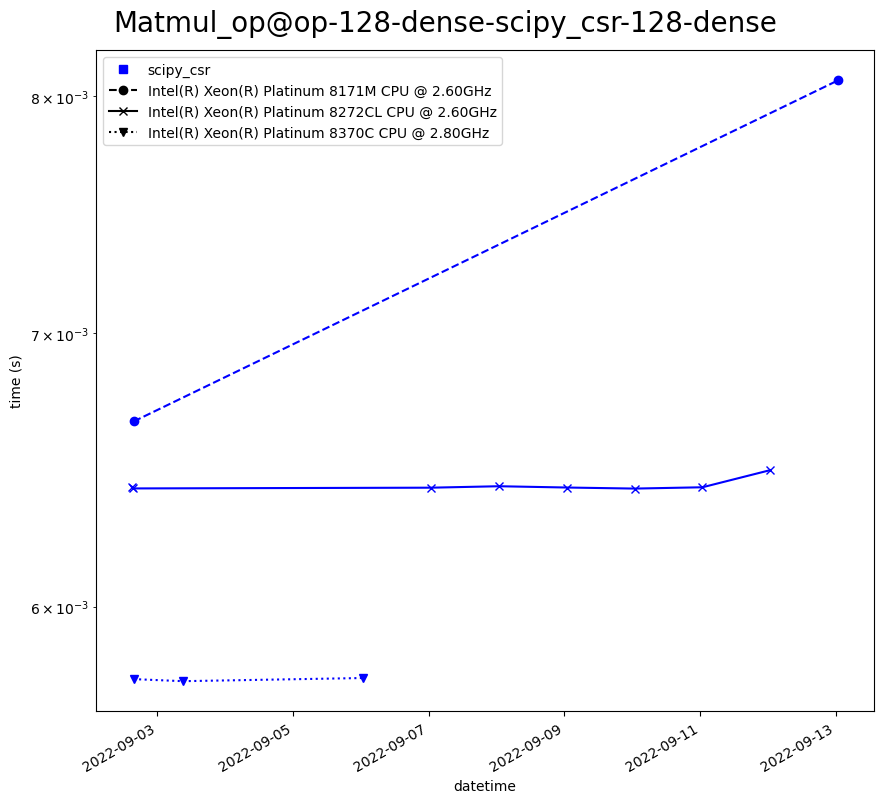 Matmul_op@op-128-dense-scipy_csr-128-dense
scipy_csr
Intel(R) Xeon(R) Platinum 8171M CPU @ 2.60GHz
Intel(R) Xeon(R) Platinum 8272CL CPU @ 2.60GHz
Intel(R) Xeon(R) Platinum 8370C CPU @ 2.80GHz
8 × 10⁻³
7 × 10⁻³
6 × 10⁻³
time (s)
2022-09-03
2022-09-05
2022-09-07
2022-09-09
2022-09-11
2022-09-13
datetime